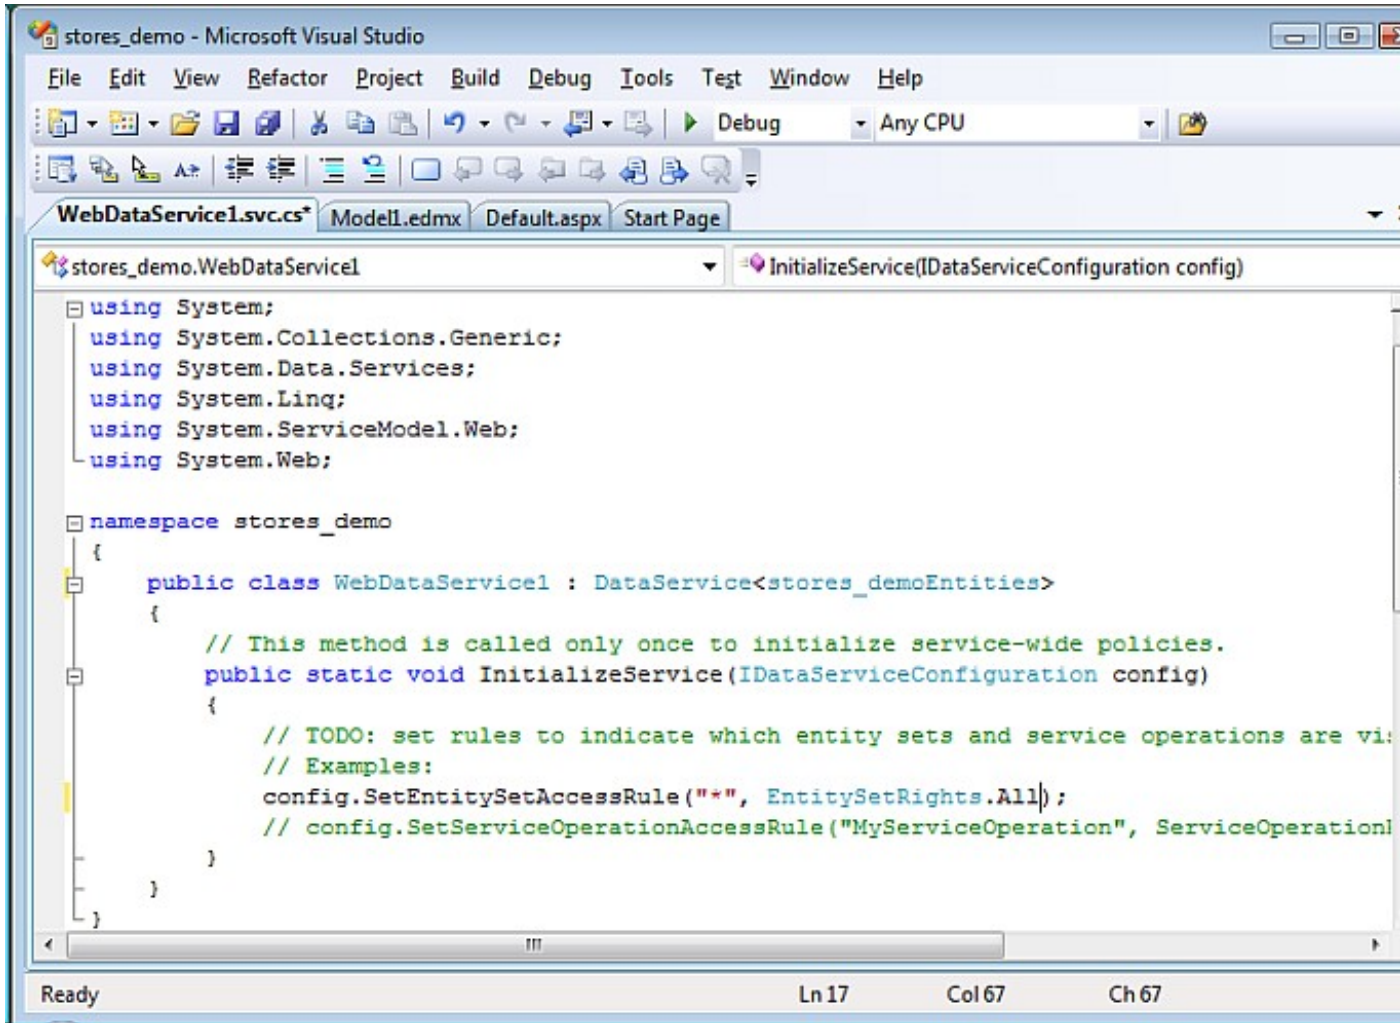 stores_demo - Microsoft Visual Studio
File Edit View Refactor Project Build Debug Tools Test Window Help
Debug Any CPU
WebDataService1.svc.cs* Model1.edmx Default.aspx Start Page
stores_demo.WebDataService1 InitializeService(IDataServiceConfiguration config)
using System;
using System.Collections.Generic;
using System.Data.Services;
using System.Linq;
using System.ServiceModel.Web;
using System.Web;
namespace stores_demo
{
public class WebDataService1 : DataService<stores_demoEntities>
{
// This method is called only once to initialize service-wide policies.
public static void InitializeService(IDataServiceConfiguration config)
{
// TODO: set rules to indicate which entity sets and service operations are
// Examples:
config.SetEntitySetAccessRule("*", EntitySetRights.All);
// config.SetServiceOperationAccessRule("MyServiceOperation", ServiceOperation
}
}
}
Ready Ln 17 Col 67 Ch 67